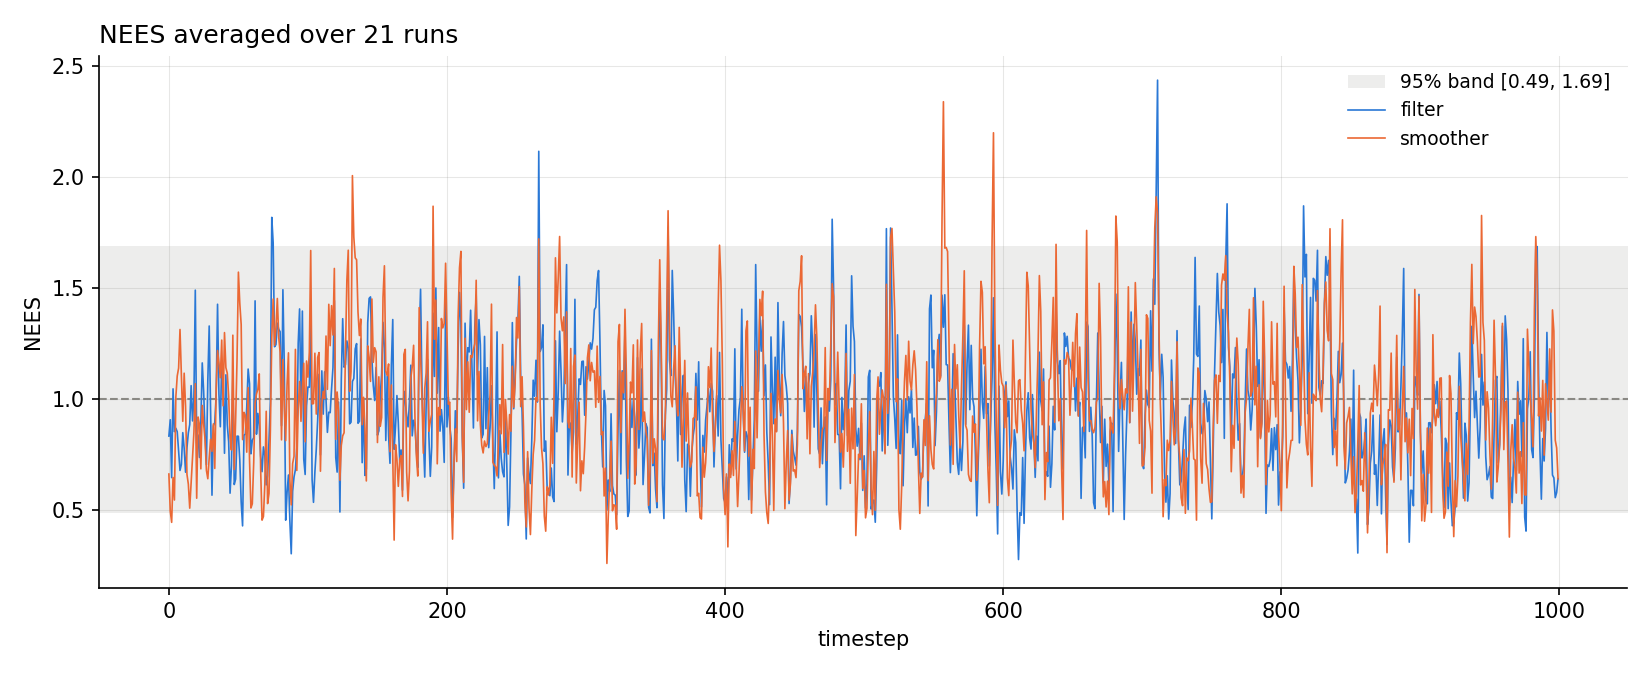 NEES averaged over 21 runs
2.5
2.0
1.5
1.0
0.5
NEES
95% band [0.49, 1.69]
filter
smoother
0 200 400 600 800 1000
timestep